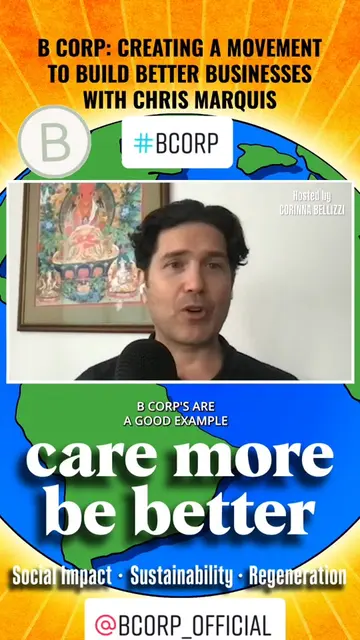 B CORP: CREATING A MOVEMENT
TO BUILD BETTER BUSINESSES
WITH CHRIS MARQUIS
B
#BCORP
Hosted by
CORINNA BELLIZZI
B CORP'S ARE
A GOOD EXAMPLE
care more
be better
Social Impact · Sustainability · Regeneration
@BCORP_OFFICIAL